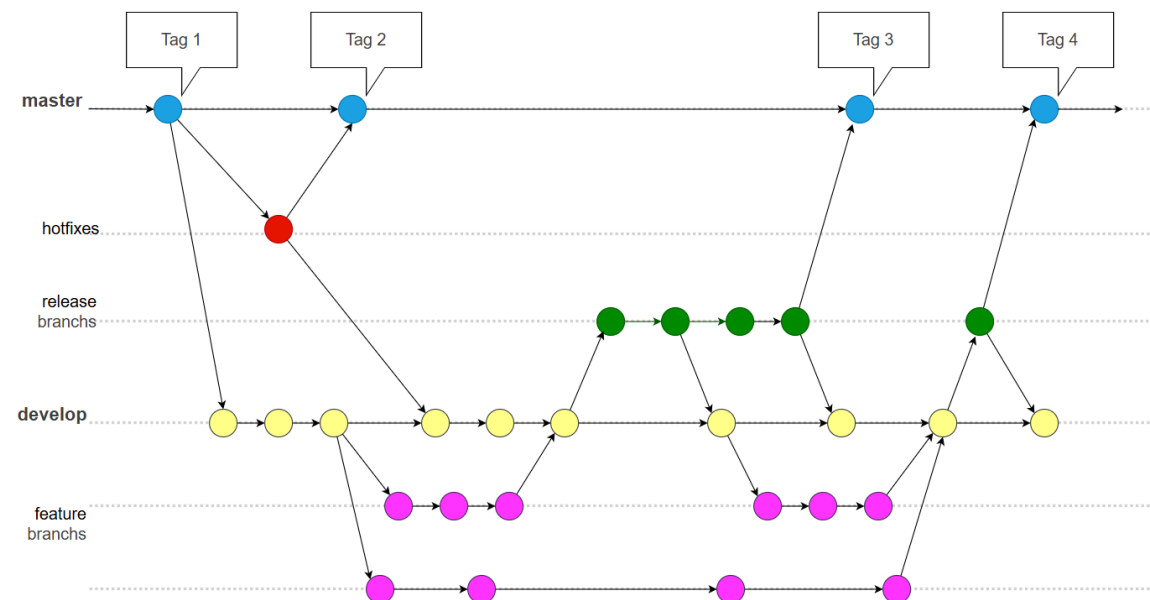 Tag 1
Tag 2
Tag 3
Tag 4
master
hotfixes
release
branchs
develop
feature
branchs